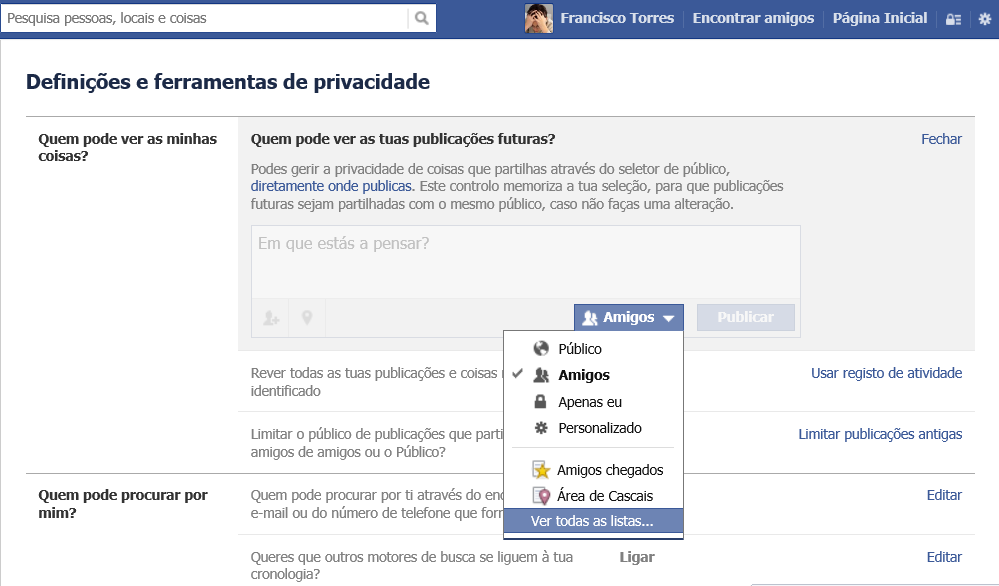 Pesquisa pessoas, locais e coisas
Francisco Torres
Encontrar amigos
Página Inicial
Definições e ferramentas de privacidade
Quem pode ver as minhas
coisas?
Quem pode ver as tuas publicações futuras?
Fechar
Podes gerir a privacidade de coisas que partilhas através do seletor de público,
diretamente onde publicas. Este controlo memoriza a tua seleção, para que publicações
futuras sejam partilhadas com o mesmo público, caso não faças uma alteração.
Em que estás a pensar?
Amigos
Publicar
Público
Amigos
Apenas eu
Personalizado
Amigos chegados
Área de Cascais
Ver todas as listas...
Rever todas as tuas publicações e coisas
identificado
Usar registo de atividade
Limitar o público de publicações que
amigos de amigos ou o Público?
Limitar publicações antigas
Quem pode procurar por
mim?
Quem pode procurar por ti através do
e-mail ou do número de telefone que
Editar
Queres que outros motores de busca se liguem à tua
cronologia?
Ligar
Editar